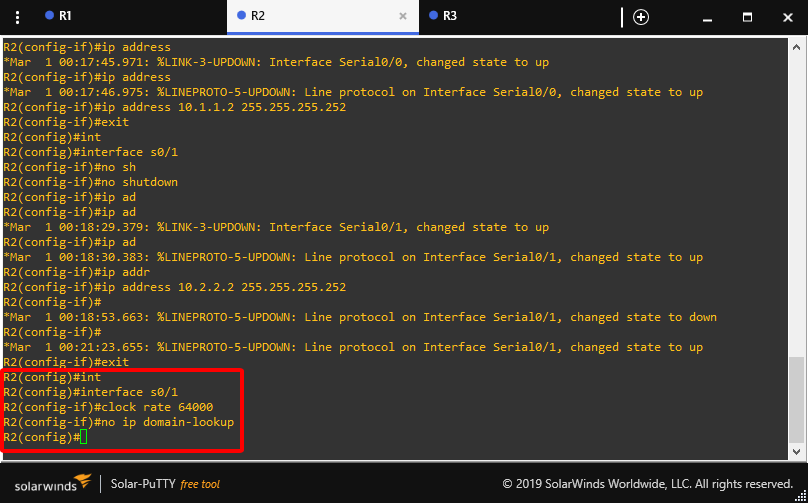 R1
R2
R3
R2(config-if)#ip address
*Mar  1 00:17:45.971: %LINK-3-UPDOWN: Interface Serial0/0, changed state to up
R2(config-if)#ip address
*Mar  1 00:17:46.975: %LINEPROTO-5-UPDOWN: Line protocol on Interface Serial0/0, changed state to up
R2(config-if)#ip address 10.1.1.2 255.255.255.252
R2(config-if)#exit
R2(config)#int
R2(config)#interface s0/1
R2(config-if)#no sh
R2(config-if)#no shutdown
R2(config-if)#ip ad
R2(config-if)#ip ad
*Mar  1 00:18:29.379: %LINK-3-UPDOWN: Interface Serial0/1, changed state to up
R2(config-if)#ip ad
*Mar  1 00:18:30.383: %LINEPROTO-5-UPDOWN: Line protocol on Interface Serial0/1, changed state to up
R2(config-if)#ip addr
R2(config-if)#ip address 10.2.2.2 255.255.255.252
R2(config-if)#
*Mar  1 00:18:53.663: %LINEPROTO-5-UPDOWN: Line protocol on Interface Serial0/1, changed state to down
R2(config-if)#
*Mar  1 00:21:23.655: %LINEPROTO-5-UPDOWN: Line protocol on Interface Serial0/1, changed state to up
R2(config-if)#exit
R2(config)#int
R2(config)#interface s0/1
R2(config-if)#clock rate 64000
R2(config-if)#no ip domain-lookup
R2(config)#
solarwinds
Solar-PuTTY free tool
© 2019 SolarWinds Worldwide, LLC. All rights reserved.